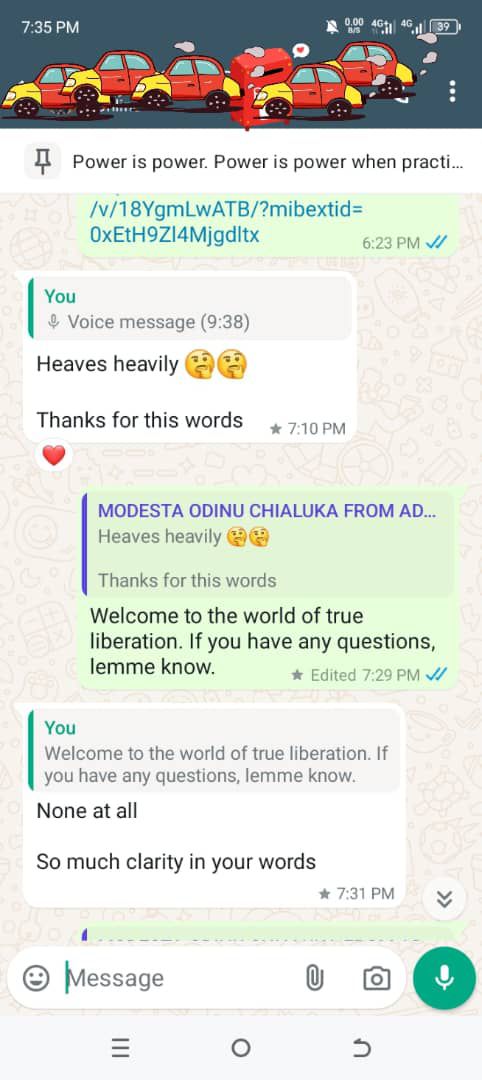 7:35 PM
0.00
B/S
4G+
4G
39
Power is power. Power is power when practi...
/v/18YgmLwATB/?mibextid=
0xEtH9Zl4Mjgdltx
6:23 PM
You
Voice message (9:38)
Heaves heavily 🤔🤔
Thanks for this words
7:10 PM
MODESTA ODINU CHIALUKA FROM AD...
Heaves heavily 🤔🤔
Thanks for this words
Welcome to the world of true
liberation. If you have any questions,
lemme know.
Edited 7:29 PM
You
Welcome to the world of true liberation. If
you have any questions, lemme know.
None at all
So much clarity in your words
7:31 PM
Message